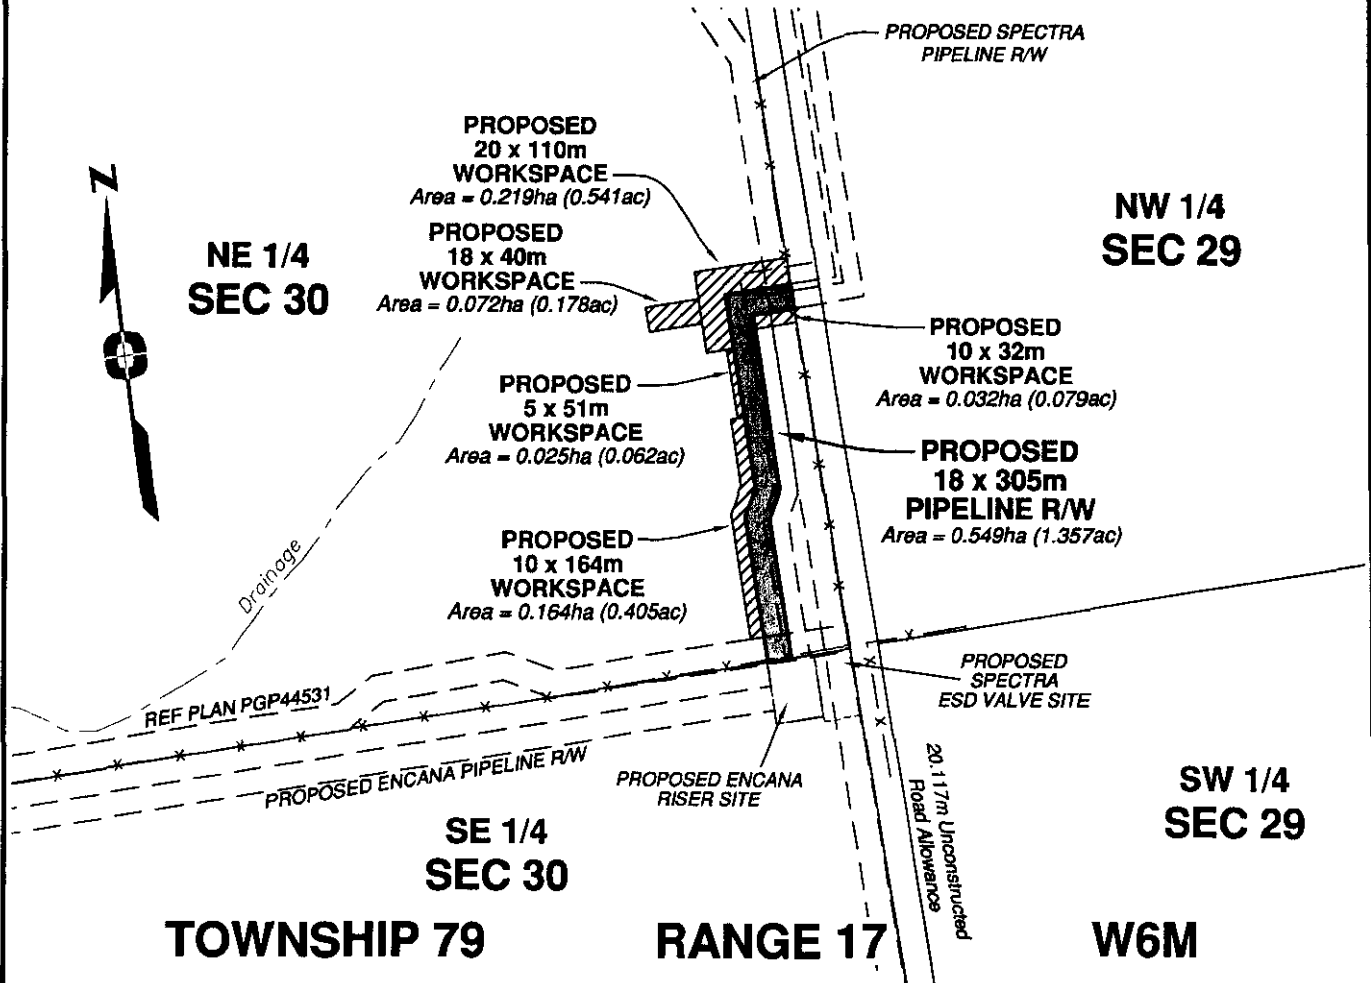 PROPOSED SPECTRA
PIPELINE R/W
PROPOSED
20 x 110m
WORKSPACE
Area = 0.219ha (0.541ac)
N
NW 1/4
SEC 29
NE 1/4
SEC 30
PROPOSED
18 x 40m
WORKSPACE
Area = 0.072ha (0.178ac)
PROPOSED
10 x 32m
WORKSPACE
Area = 0.032ha (0.079ac)
PROPOSED
5 x 51m
WORKSPACE
Area = 0.025ha (0.062ac)
PROPOSED
18 x 305m
PIPELINE R/W
Area = 0.549ha (1.357ac)
PROPOSED
10 x 164m
WORKSPACE
Area = 0.164ha (0.405ac)
Drainage
REF PLAN PGP44531
PROPOSED
SPECTRA
ESD VALVE SITE
PROPOSED ENCANA PIPELINE R/W
PROPOSED ENCANA
RISER SITE
20.117m Unconstructed
Road Allowance
SW 1/4
SEC 29
SE 1/4
SEC 30
TOWNSHIP 79
RANGE 17
W6M